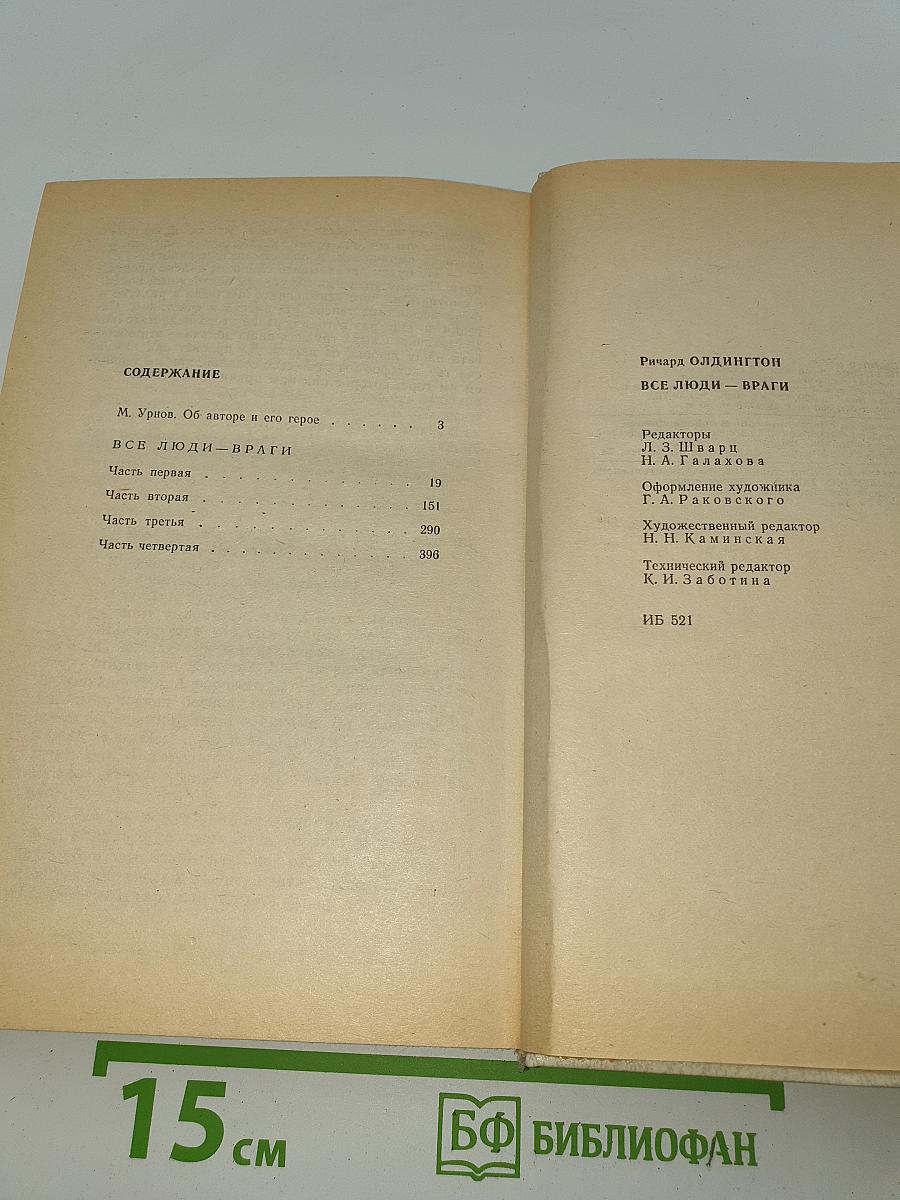 СОДЕРЖАНИЕ
М. Урнов. Об авторе и его герое . . . . . . 3
ВСЕ ЛЮДИ—ВРАГИ
Часть первая . . . . . . . . . . . . . 19
Часть вторая . . . . . . . . . . . . . 151
Часть третья . . . . . . . . . . . . . 290
Часть четвертая . . . . . . . . . . . . 396
Ричард ОЛДИНГТОН
ВСЕ ЛЮДИ — ВРАГИ
Редакторы
Л. З. Шварц
Н. А. Галахова
Оформление художника
Г. А. Раковского
Художественный редактор
Н. Н. Каминская
Технический редактор
К. И. Заботина
ИБ 521
15 см
БФ БИБЛИОФАН